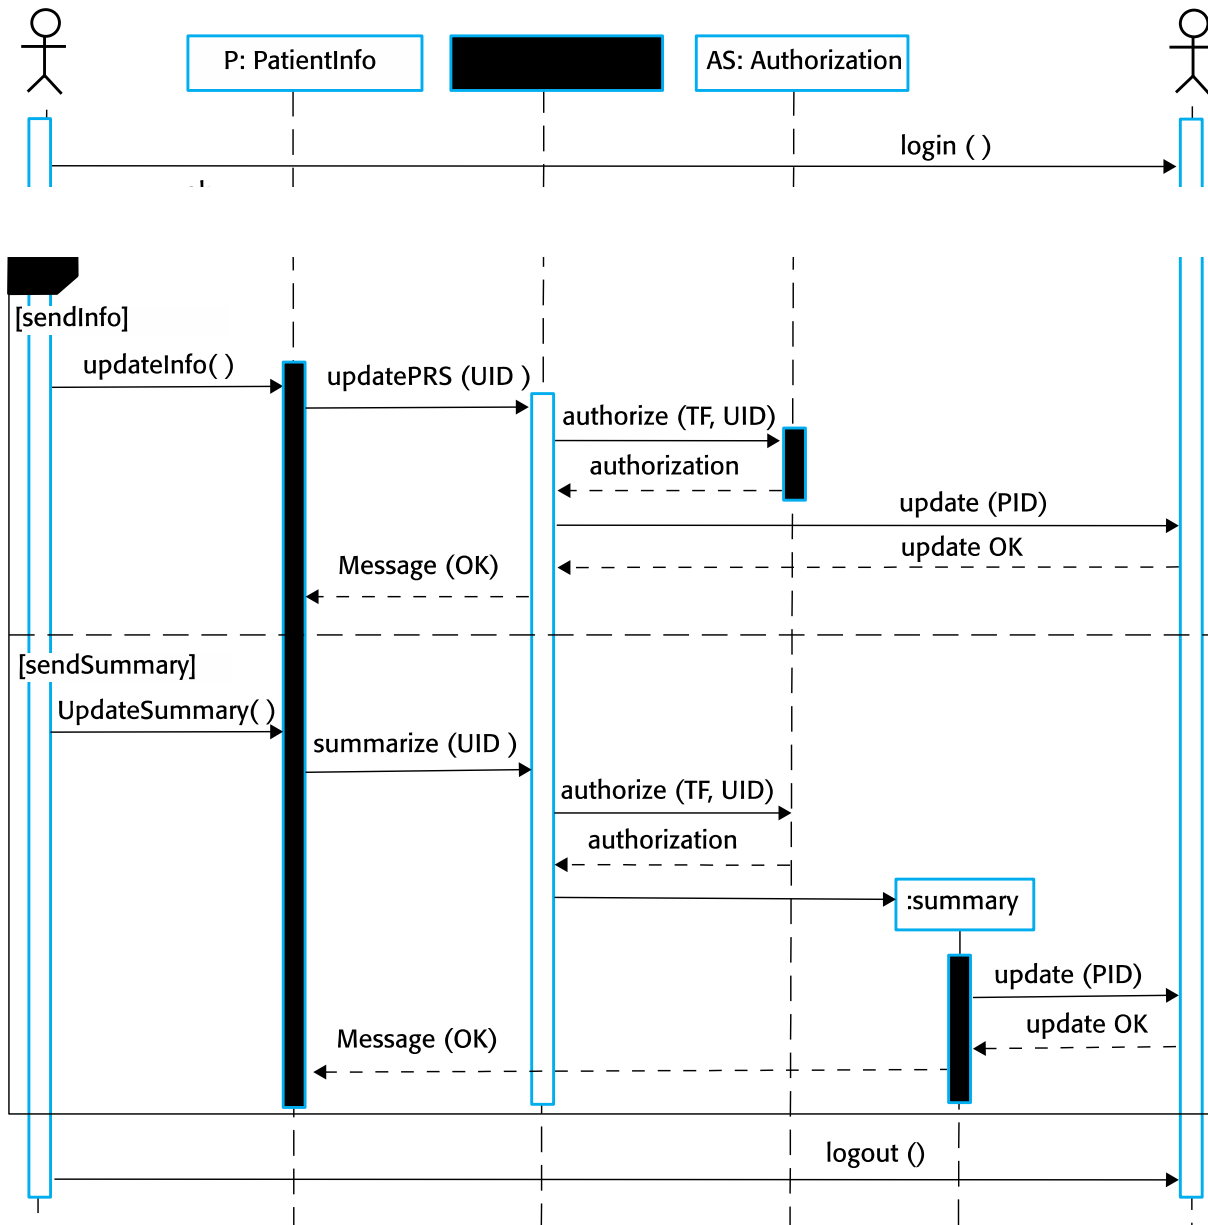 P: PatientInfo
AS: Authorization
login ( )
[sendInfo]
updateInfo( )
updatePRS (UID )
authorize (TF, UID)
authorization
update (PID)
update OK
Message (OK)
[sendSummary]
UpdateSummary( )
summarize (UID )
authorize (TF, UID)
authorization
:summary
update (PID)
update OK
Message (OK)
logout ()